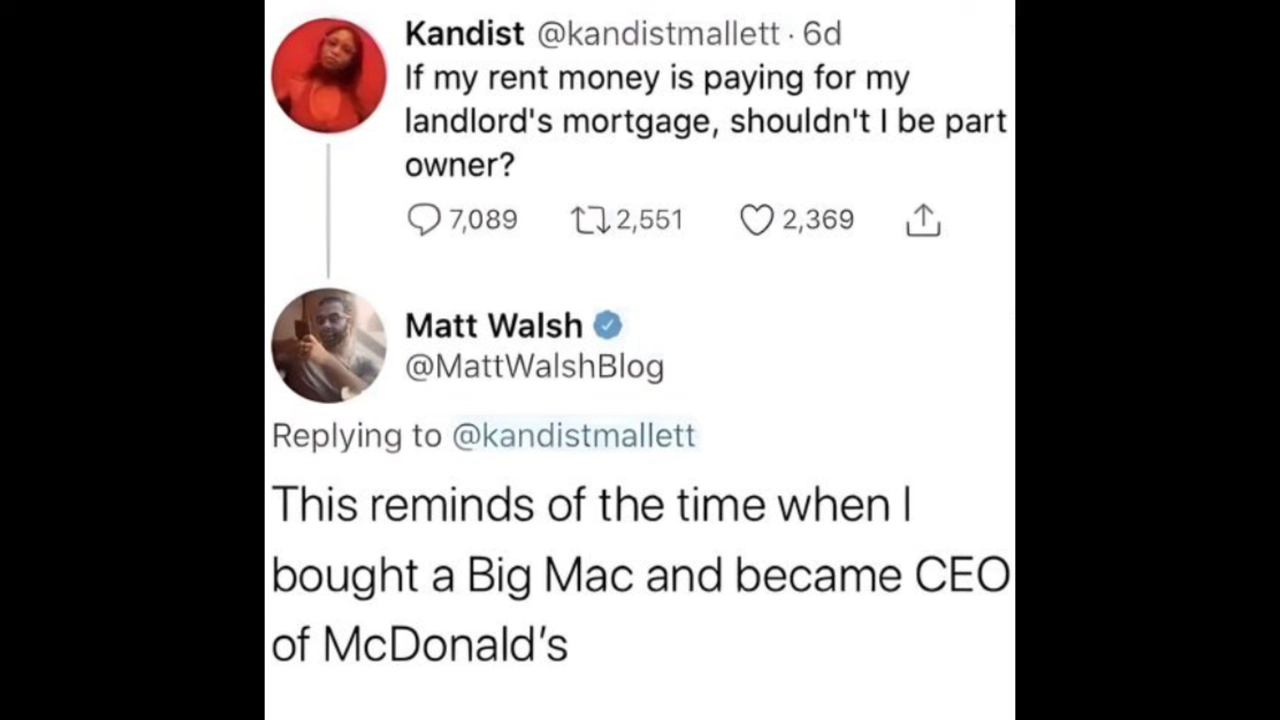 Kandist @kandistmallett · 6d
If my rent money is paying for my
landlord's mortgage, shouldn't I be part
owner?
7,089 2,551 2,369
Matt Walsh
@MattWalshBlog
Replying to @kandistmallett
This reminds of the time when I
bought a Big Mac and became CEO
of McDonald's